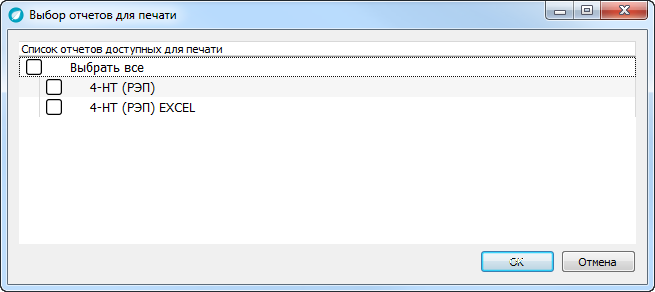 Выбор отчетов для печати
Список отчетов доступных для печати
Выбрать все
4-НТ (РЭП)
4-НТ (РЭП) EXCEL
ОК Отмена